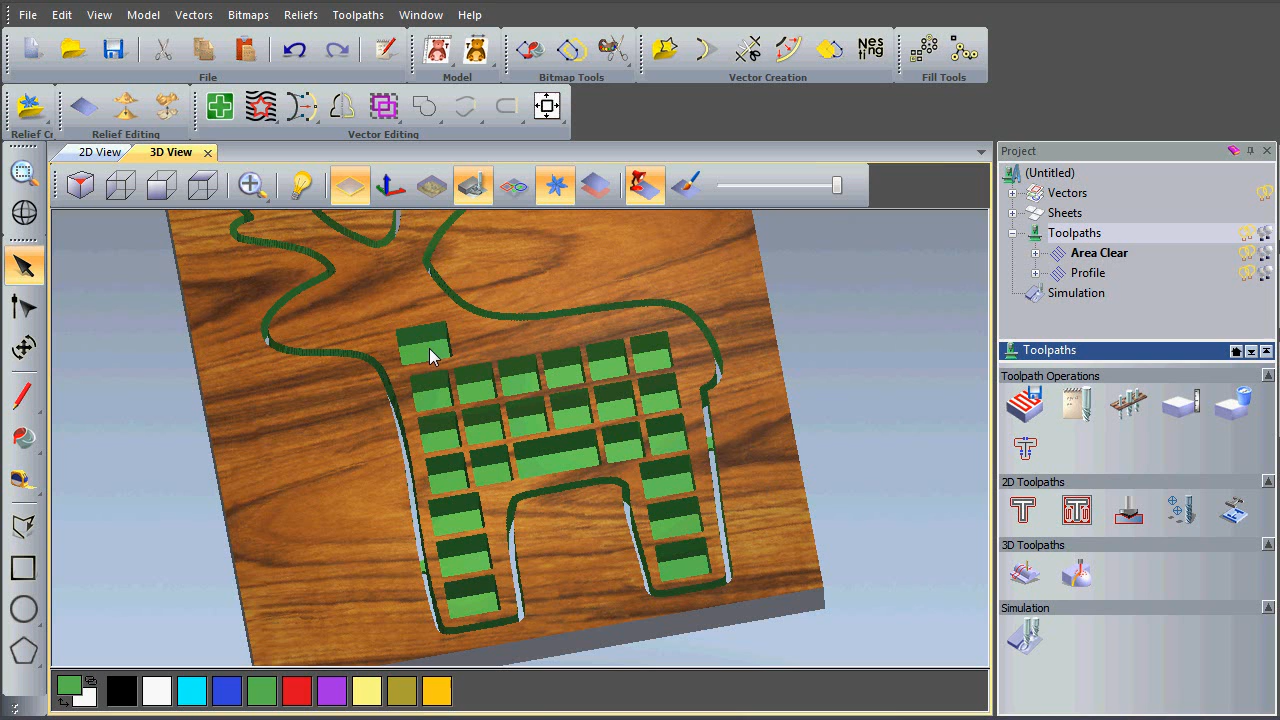 File Edit View Model Vectors Bitmaps Reliefs Toolpaths Window Help
Nes
ting
File Model Bitmap Tools Vector Creation Fill Tools
Relief Cr Relief Editing Vector Editing
2D View 3D View
Project
(Untitled)
Vectors
Sheets
Toolpaths
Area Clear
Profile
Simulation
Toolpaths
Toolpath Operations
2D Toolpaths
3D Toolpaths
Simulation